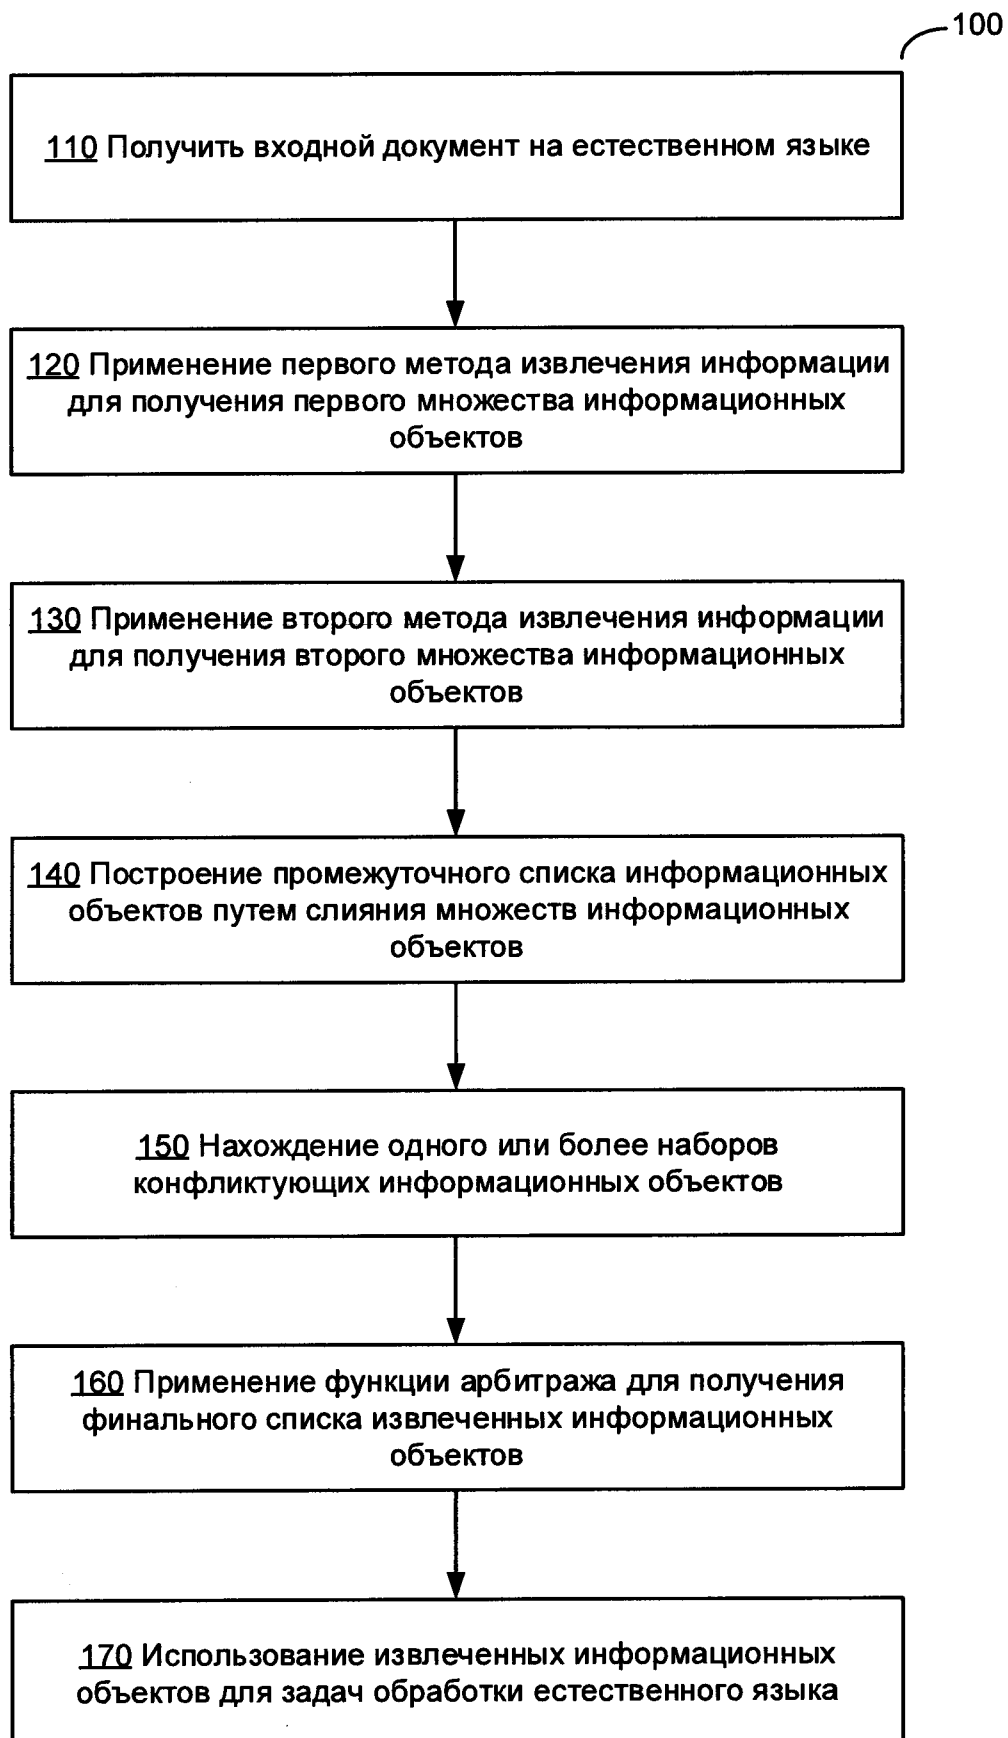 100
110 Получить входной документ на естественном языке
120 Применение первого метода извлечения информации
для получения первого множества информационных
объектов
130 Применение второго метода извлечения информации
для получения второго множества информационных
объектов
140 Построение промежуточного списка информационных
объектов путем слияния множеств информационных
объектов
150 Нахождение одного или более наборов
конфликтующих информационных объектов
160 Применение функции арбитража для получения
финального списка извлеченных информационных
объектов
170 Использование извлеченных информационных
объектов для задач обработки естественного языка